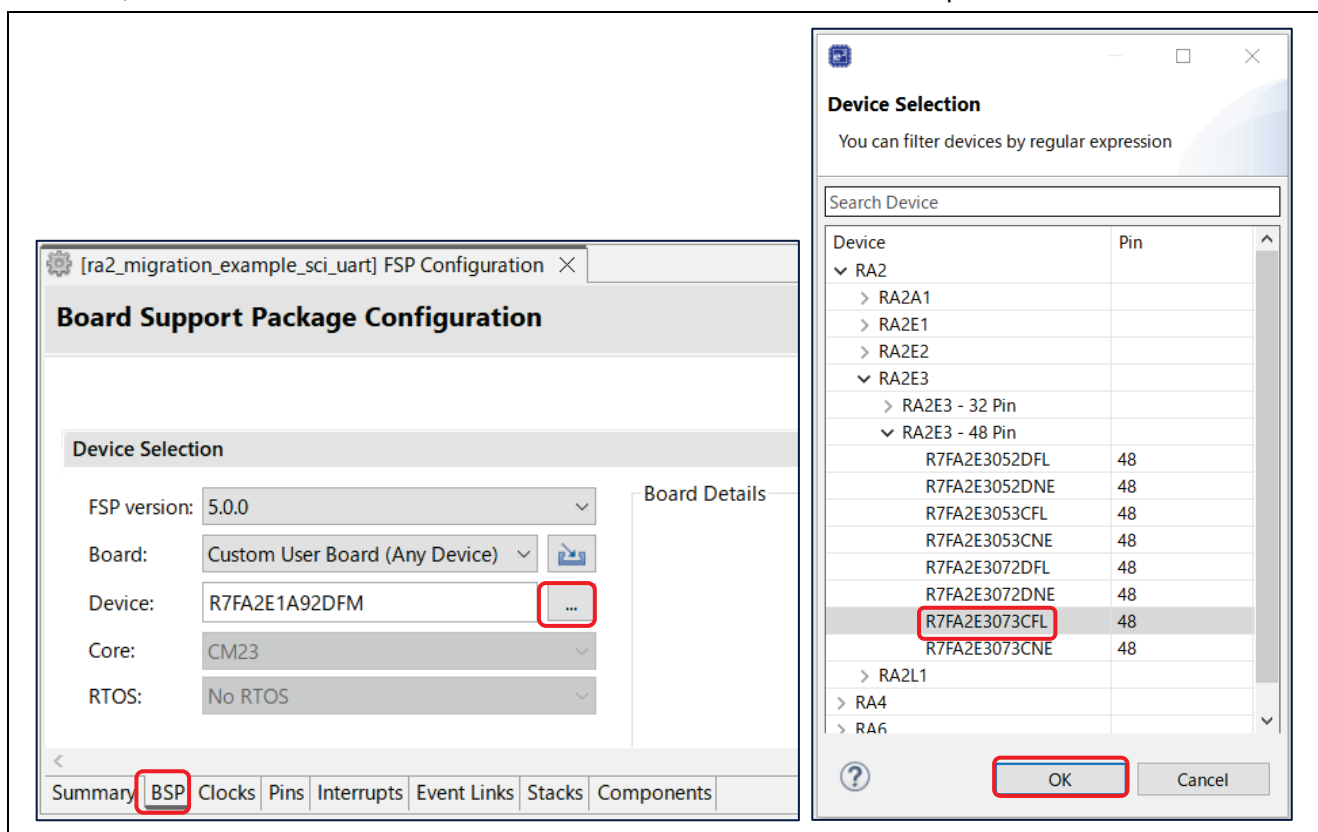 [ra2_migration_example_sci_uart] FSP Configuration
Board Support Package Configuration
Device Selection
FSP version: 5.0.0
Board: Custom User Board (Any Device)
Device: R7FA2E1A92DFM ...
Core: CM23
RTOS: No RTOS
Board Details
Summary BSP Clocks Pins Interrupts Event Links Stacks Components
Device Selection
You can filter devices by regular expression
Search Device
Device Pin
RA2
RA2A1
RA2E1
RA2E2
RA2E3
RA2E3 - 32 Pin
RA2E3 - 48 Pin
R7FA2E3052DFL 48
R7FA2E3052DNE 48
R7FA2E3053CFL 48
R7FA2E3053CNE 48
R7FA2E3072DFL 48
R7FA2E3072DNE 48
R7FA2E3073CFL 48
R7FA2E3073CNE 48
RA2L1
RA4
RA6
? OK Cancel